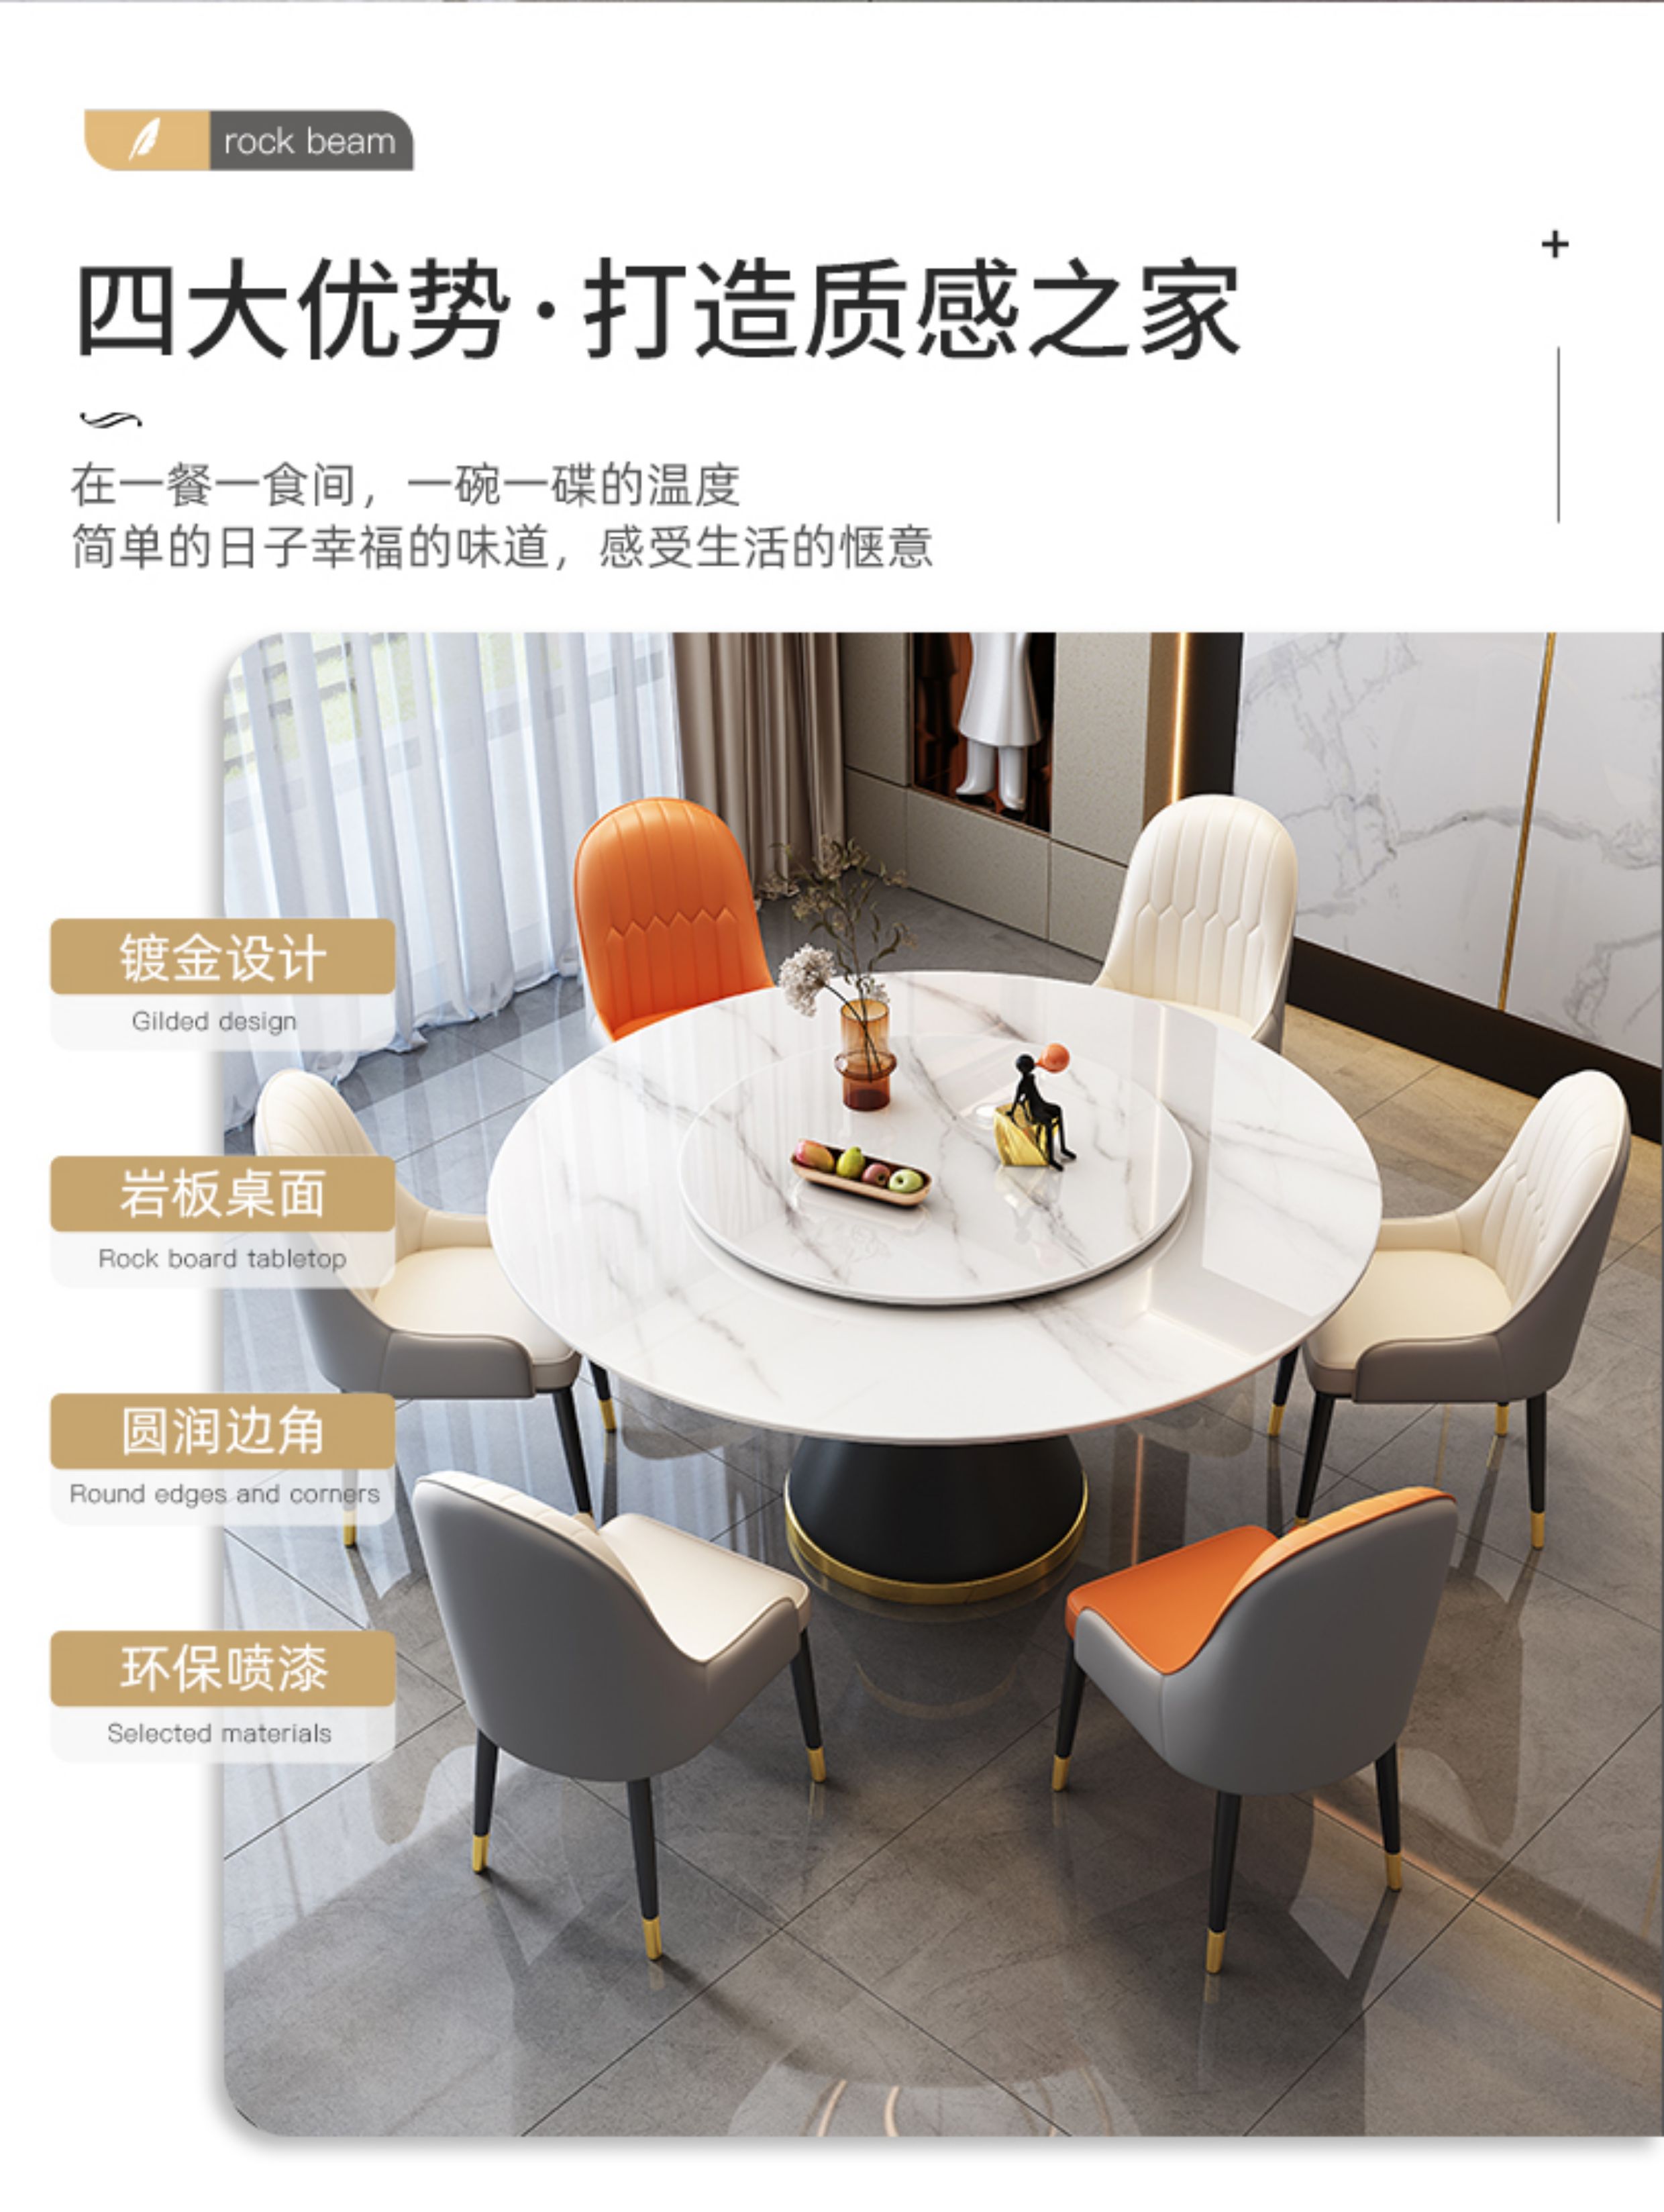 rock beam
四大优势·打造质感之家
在一餐一食间，一碗一碟的温度
简单的日子幸福的味道，感受生活的惬意
镀金设计
Gilded design
岩板桌面
Rock board tabletop
圆润边角
Round edges and corners
环保喷漆
Selected materials